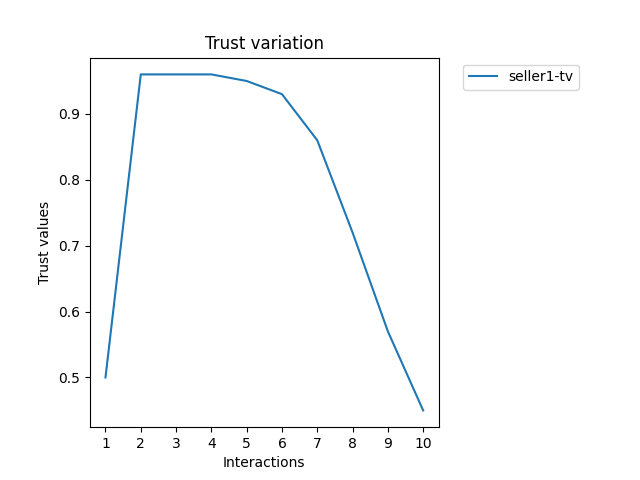 Trust variation
seller1-tv
Trust values
0.9
0.8
0.7
0.6
0.5
1 2 3 4 5 6 7 8 9 10
Interactions